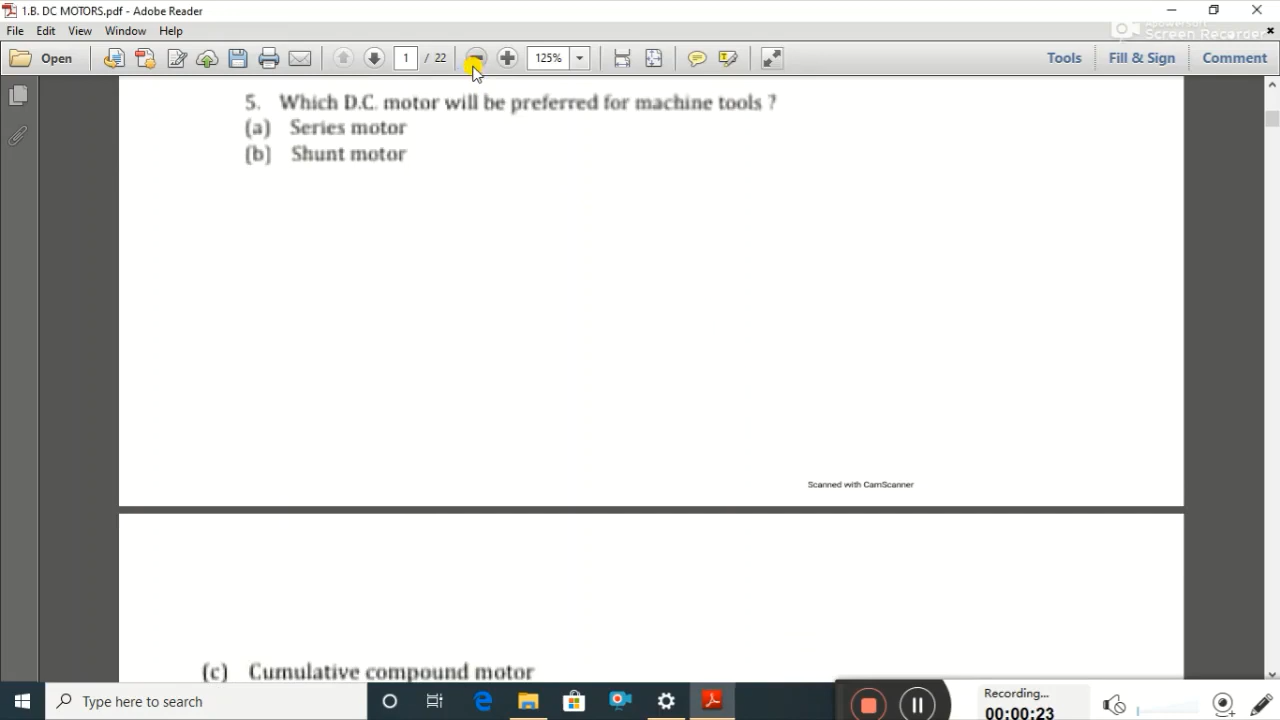 1.B. DC MOTORS.pdf - Adobe Reader
File Edit View Window Help
Screen Recorder
Open 1 / 22 125% Tools Fill & Sign Comment
5. Which D.C. motor will be preferred for machine tools ?
(a) Series motor
(b) Shunt motor
Scanned with CamScanner
(c) Cumulative compound motor
Type here to search
Recording...
00:00:23